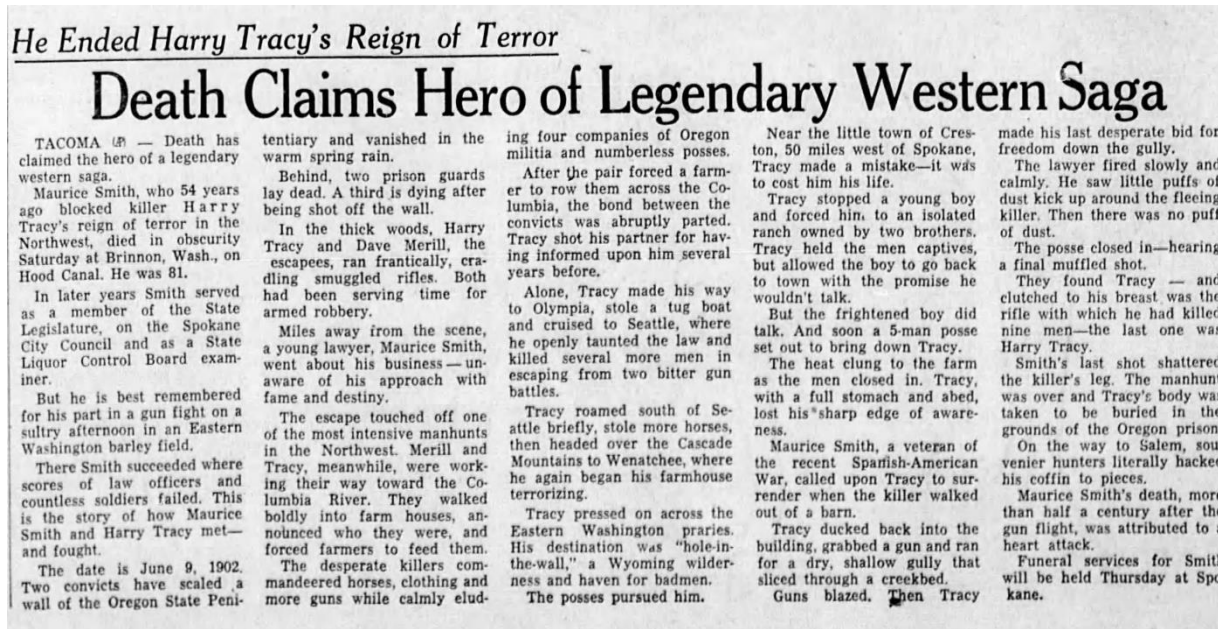 He Ended Harry Tracy's Reign of Terror
Death Claims Hero of Legendary Western Saga
TACOMA (AP) — Death has
claimed the hero of a legendary
western saga.
Maurice Smith, who 54 years
ago blocked killer Harry
Tracy's reign of terror in the
Northwest, died in obscurity
Saturday at Brinnon, Wash., on
Hood Canal. He was 81.
In later years Smith served
as a member of the State
Legislature, on the Spokane
City Council and as a State
Liquor Control Board exam-
iner.
But he is best remembered
for his part in a gun fight on a
sultry afternoon in an Eastern
Washington barley field.
There Smith succeeded where
scores of law officers and
countless soldiers failed. This
is the story of how Maurice
Smith and Harry Tracy met—
and fought.
The date is June 9, 1902.
Two convicts have scaled a
wall of the Oregon State Peni-
tentiary and vanished in the
warm spring rain.
Behind, two prison guards
lay dead. A third is dying after
being shot off the wall.
In the thick woods, Harry
Tracy and Dave Merill, the
escapees, ran frantically, cra-
dling smuggled rifles. Both
had been serving time for
armed robbery.
Miles away from the scene,
a young lawyer, Maurice Smith,
went about his business — un-
aware of his approach with
fame and destiny.
The escape touched off one
of the most intensive manhunts
in the Northwest. Merill and
Tracy, meanwhile, were work-
ing their way toward the Co-
lumbia River. They walked
boldly into farm houses, an-
nounced who they were, and
forced farmers to feed them.
The desperate killers com-
mandeered horses, clothing and
more guns while calmly elud-
ing four companies of Oregon
militia and numberless posses.
After the pair forced a farm-
er to row them across the Co-
lumbia, the bond between the
convicts was abruptly parted.
Tracy shot his partner for hav-
ing informed upon him several
years before.
Alone, Tracy made his way
to Olympia, stole a tug boat
and cruised to Seattle, where
he openly taunted the law and
killed several more men in
escaping from two bitter gun
battles.
Tracy roamed south of Se-
attle briefly, stole more horses,
then headed over the Cascade
Mountains to Wenatchee, where
he again began his farmhouse
terrorizing.
Tracy pressed on across the
Eastern Washington praries.
His destination was "hole-in-
the-wall," a Wyoming wilder-
ness and haven for badmen.
The posses pursued him.
Near the little town of Cres-
ton, 50 miles west of Spokane,
Tracy made a mistake—it was
to cost him his life.
Tracy stopped a young boy
and forced him to an isolated
ranch owned by two brothers.
Tracy held the men captives,
but allowed the boy to go back
to town with the promise he
wouldn't talk.
But the frightened boy did
talk. And soon a 5-man posse
set out to bring down Tracy.
The heat clung to the farm
as the men closed in. Tracy,
with a full stomach and abed,
lost his sharp edge of aware-
ness.
Maurice Smith, a veteran of
the recent Spanish-American
War, called upon Tracy to sur-
render when the killer walked
out of a barn.
Tracy ducked back into the
building, grabbed a gun and ran
for a dry, shallow gully that
sliced through a creekbed.
Guns blazed. Then Tracy
made his last desperate bid for
freedom down the gully.
The lawyer fired slowly and
calmly. He saw little puffs of
dust kick up around the fleeing
killer. Then there was no puff
of dust.
The posse closed in—hearing
a final muffled shot.
They found Tracy — and
clutched to his breast was the
rifle with which he had killed
nine men—the last one was
Harry Tracy.
Smith's last shot shattered
the killer's leg. The manhunt
was over and Tracy's body was
taken to be buried in the
grounds of the Oregon prison.
On the way to Salem, sou-
venier hunters literally hacked
his coffin to pieces.
Maurice Smith's death, more
than half a century after the
gun flight, was attributed to
heart attack.
Funeral services for Smith
will be held Thursday at Spo-
kane.